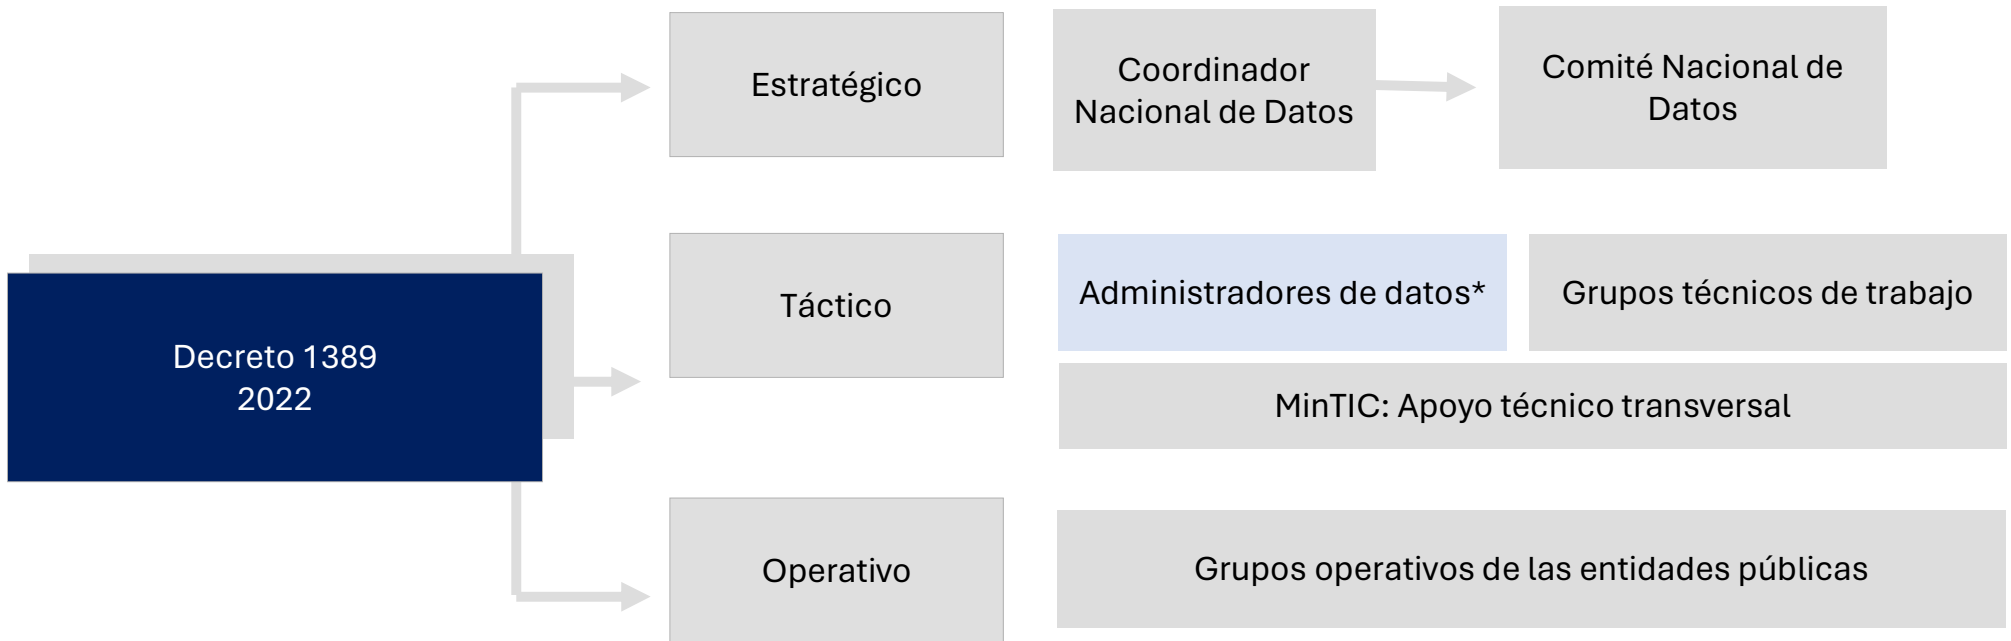 Estratégico
Coordinador
Nacional de Datos
Comité Nacional de
Datos
Decreto 1389
2022
Táctico
Administradores de datos*
Grupos técnicos de trabajo
MinTIC: Apoyo técnico transversal
Operativo
Grupos operativos de las entidades públicas